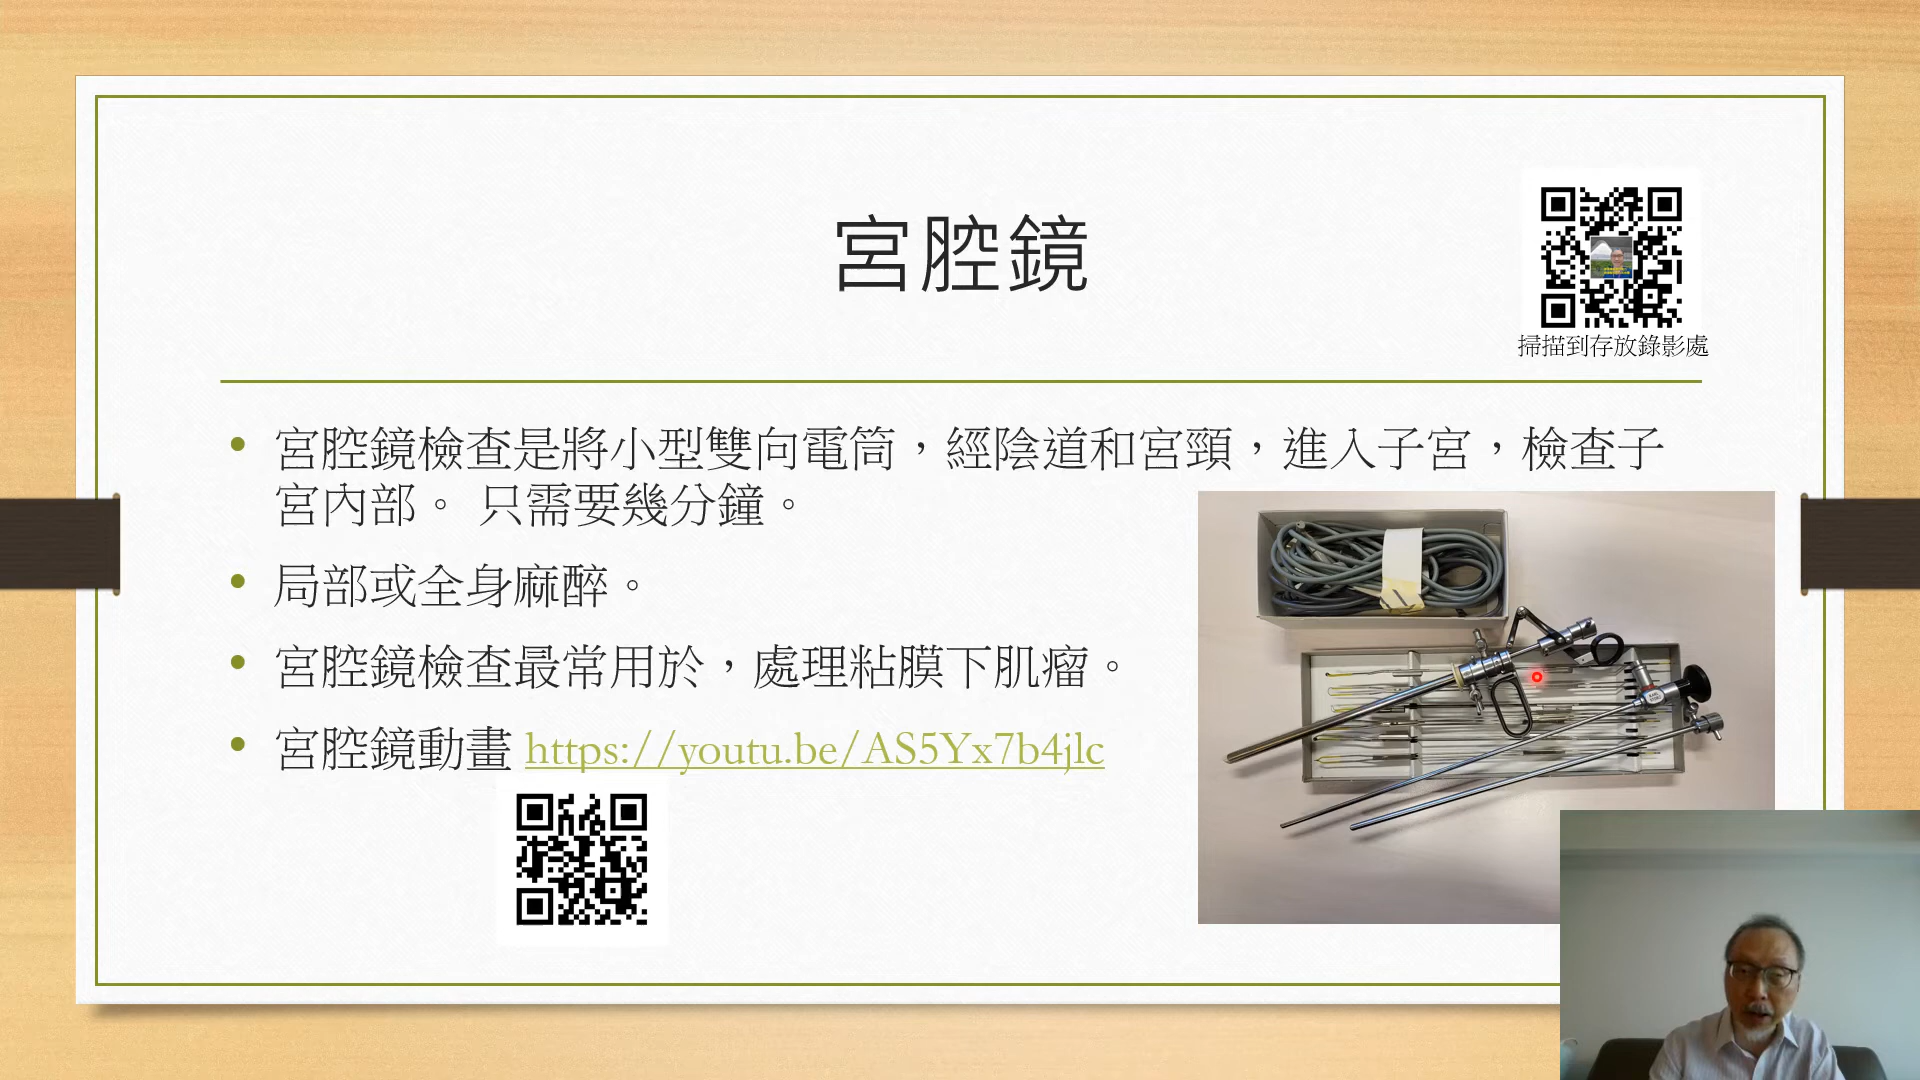 宮腔鏡
掃描到存放錄影處
宮腔鏡檢查是將小型雙向電筒，經陰道和宮頸，進入子宮，檢查子
宮內部。 只需要幾分鐘。
局部或全身麻醉。
宮腔鏡檢查最常用於，處理粘膜下肌瘤。
宮腔鏡動畫 https://youtu.be/AS5Yx7b4jlc